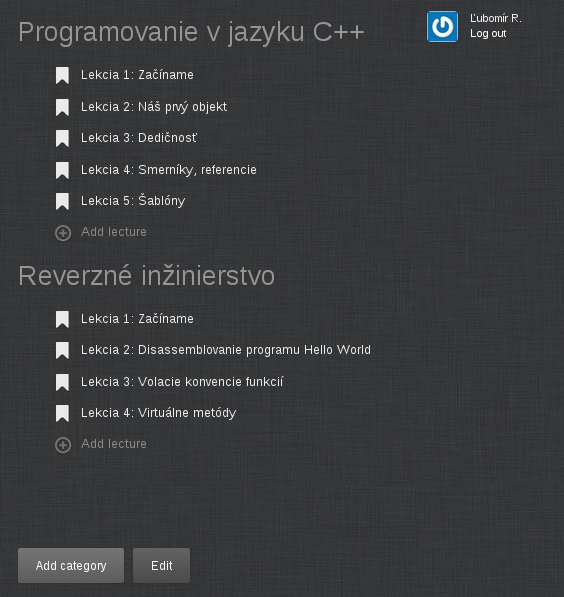 Programovanie v jazyku C++
Ľubomír R.
Log out
Lekcia 1: Začíname
Lekcia 2: Náš prvý objekt
Lekcia 3: Dedičnosť
Lekcia 4: Smerníky, referencie
Lekcia 5: Šablóny
Add lecture
Reverzné inžinierstvo
Lekcia 1: Začíname
Lekcia 2: Disassemblovanie programu Hello World
Lekcia 3: Volacie konvencie funkcií
Lekcia 4: Virtuálne metódy
Add lecture
Add category
Edit